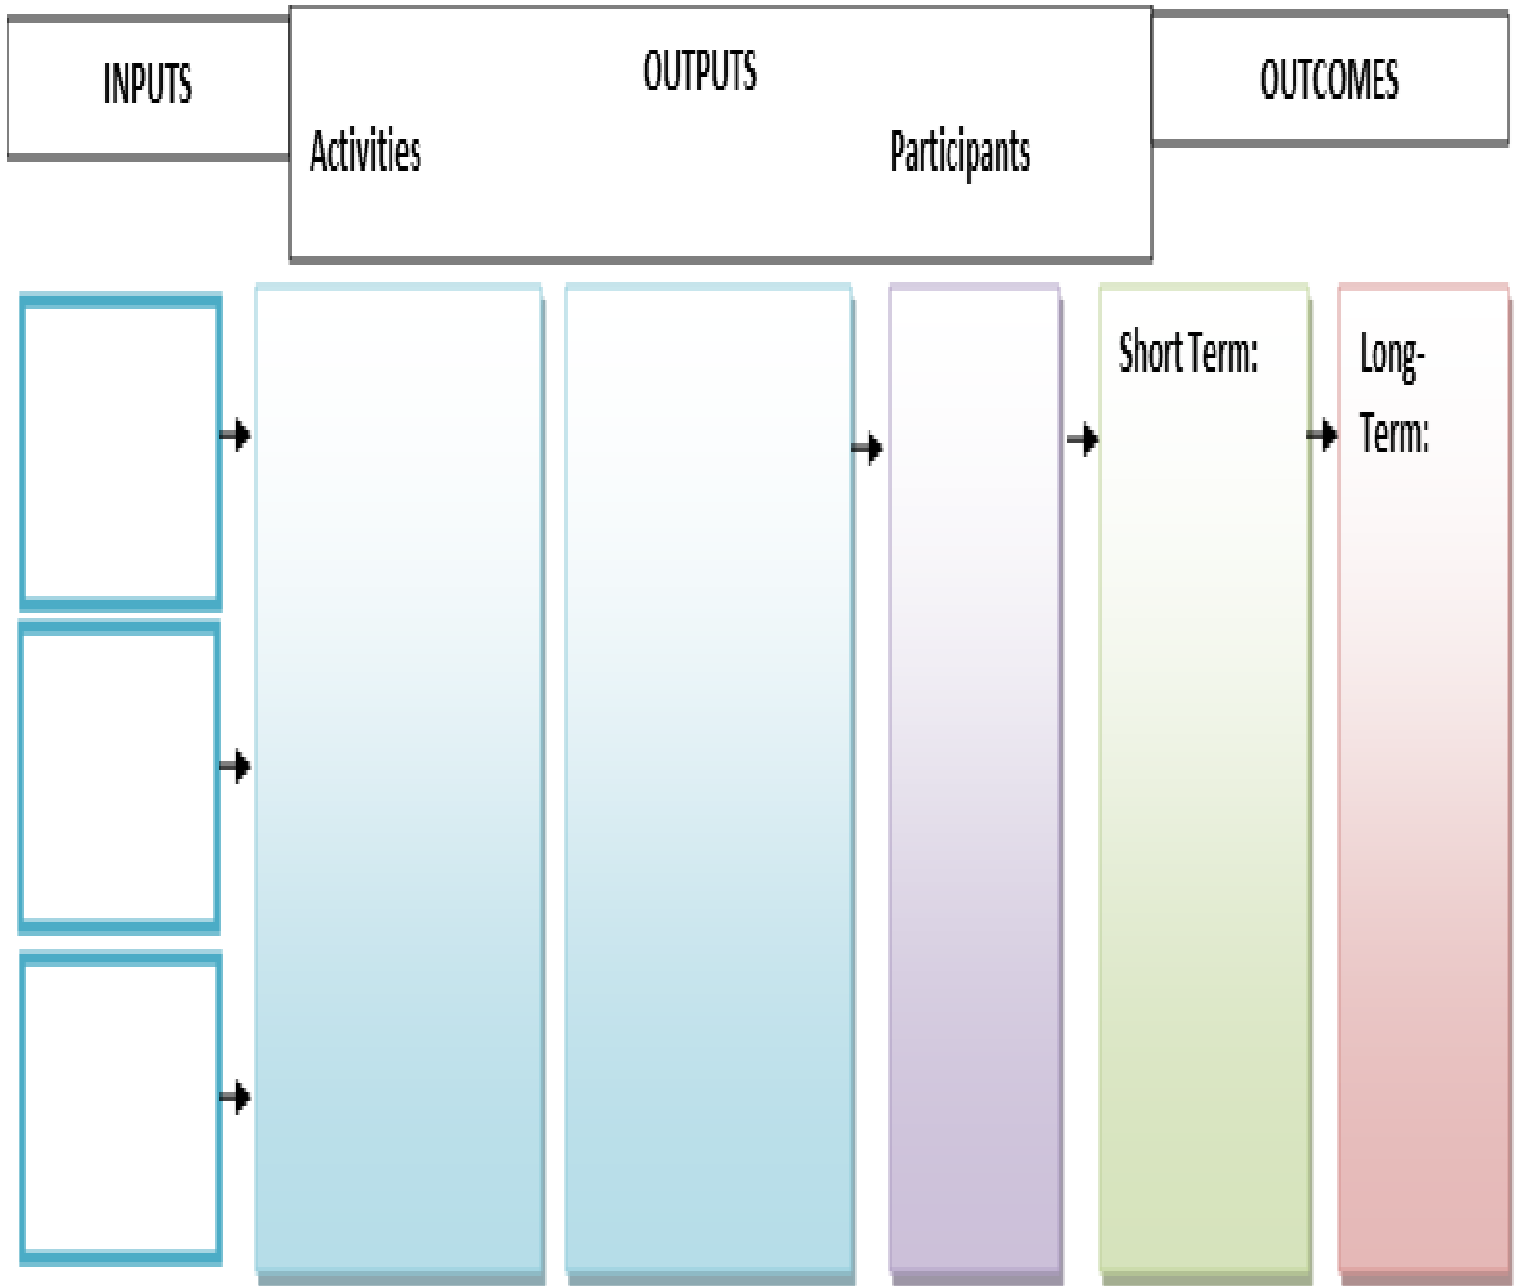 INPUTS
OUTPUTS
Activities
Participants
OUTCOMES
Short Term:
Long-
Term: